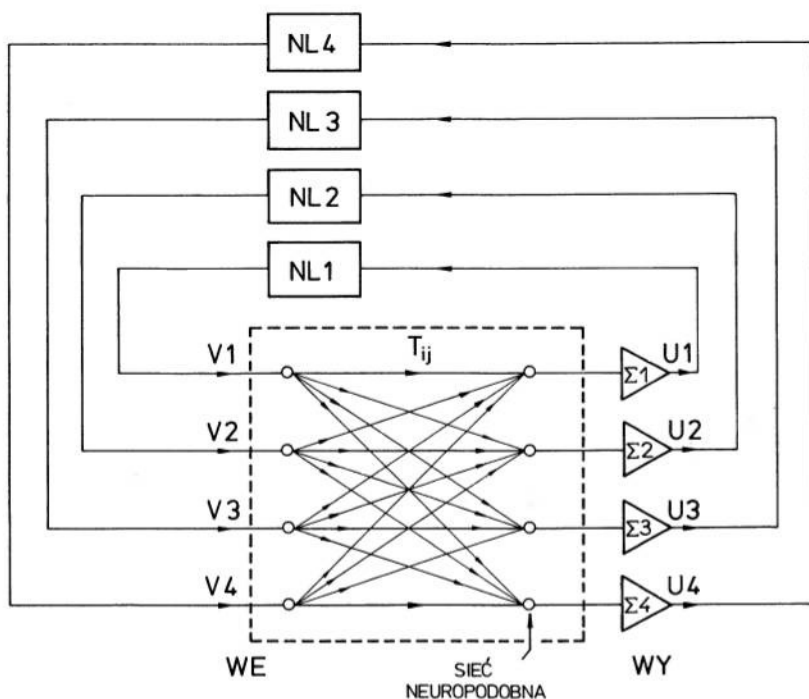 NL4
NL3
NL2
NL1
V1 Tij Σ1 U1
V2 Σ2 U2
V3 Σ3 U3
V4 Σ4 U4
WE SIEĆ WY
NEUROPODOBNA